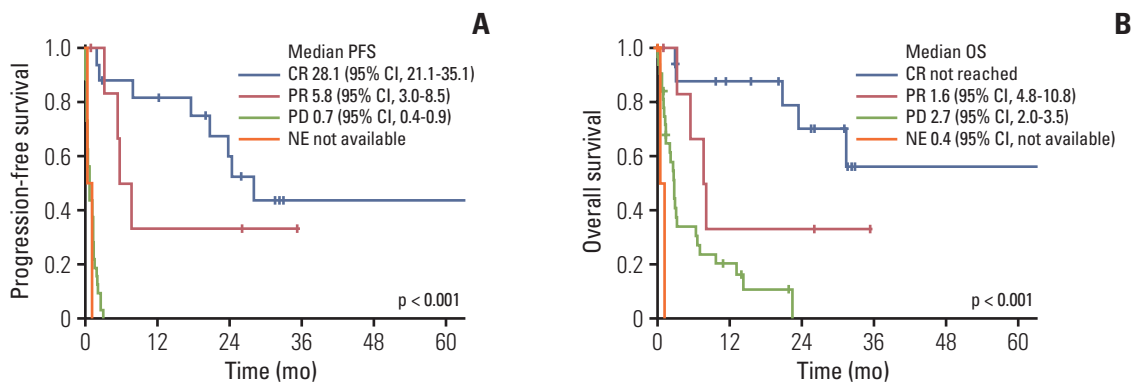 A
Progression-free survival
1.0
0.8
0.6
0.4
0.2
0
Median PFS
CR 28.1 (95% CI, 21.1-35.1)
PR 5.8 (95% CI, 3.0-8.5)
PD 0.7 (95% CI, 0.4-0.9)
NE not available
p < 0.001
0 12 24 36 48 60
Time (mo)
B
Overall survival
1.0
0.8
0.6
0.4
0.2
0
Median OS
CR not reached
PR 1.6 (95% CI, 4.8-10.8)
PD 2.7 (95% CI, 2.0-3.5)
NE 0.4 (95% CI, not available)
p < 0.001
0 12 24 36 48 60
Time (mo)